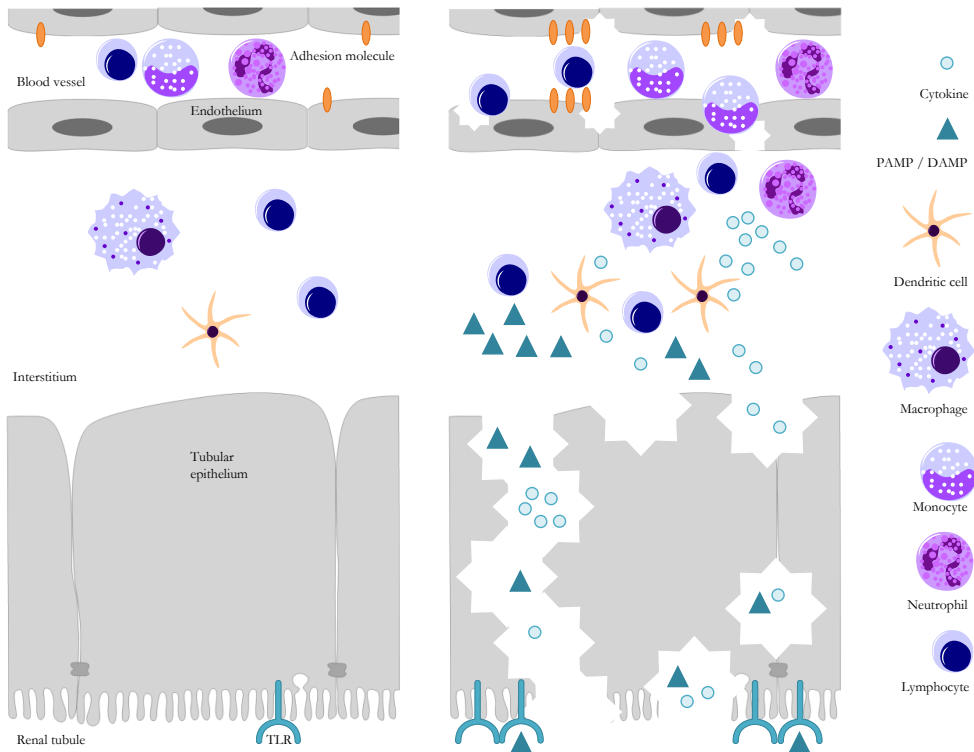 Adhesion molecule
Blood vessel
Endothelium
Interstitium
Tubular
epithelium
Renal tubule
TLR
Cytokine
PAMP / DAMP
Dendritic cell
Macrophage
Monocyte
Neutrophil
Lymphocyte